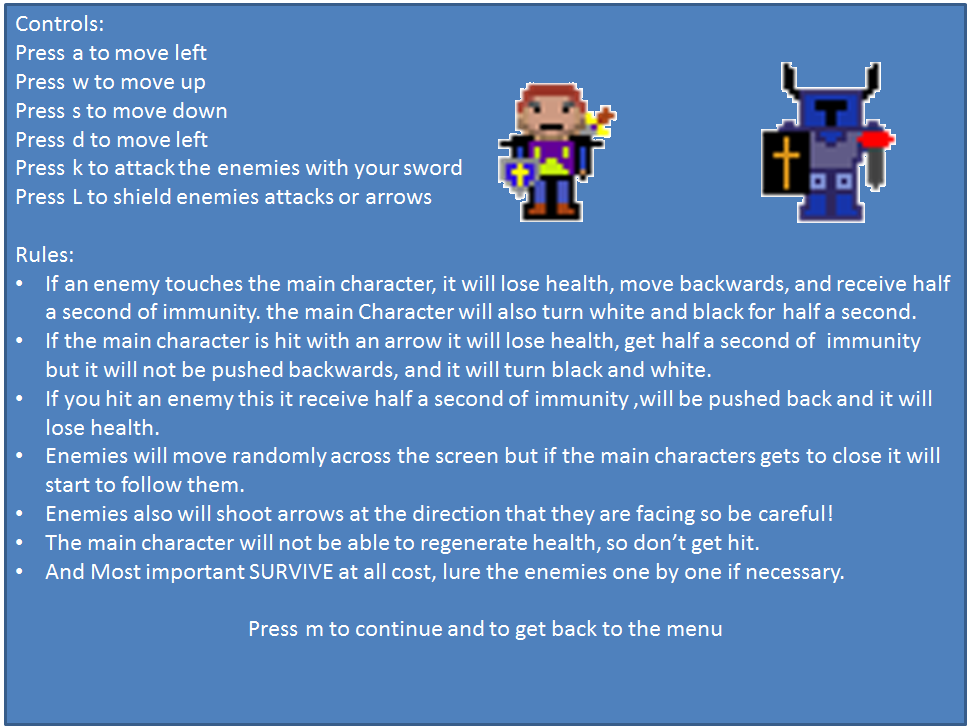 Controls:
Press a to move left
Press w to move up
Press s to move down
Press d to move left
Press k to attack the enemies with your sword
Press L to shield enemies attacks or arrows
Rules:
• If an enemy touches the main character, it will lose health, move backwards, and receive half
a second of immunity. the main Character will also turn white and black for half a second.
• If the main character is hit with an arrow it will lose health, get half a second of  immunity
but it will not be pushed backwards, and it will turn black and white.
• If you hit an enemy this it receive half a second of immunity ,will be pushed back and it will
lose health.
• Enemies will move randomly across the screen but if the main characters gets to close it will
start to follow them.
• Enemies also will shoot arrows at the direction that they are facing so be careful!
• The main character will not be able to regenerate health, so don’t get hit.
• And Most important SURVIVE at all cost, lure the enemies one by one if necessary.
Press m to continue and to get back to the menu